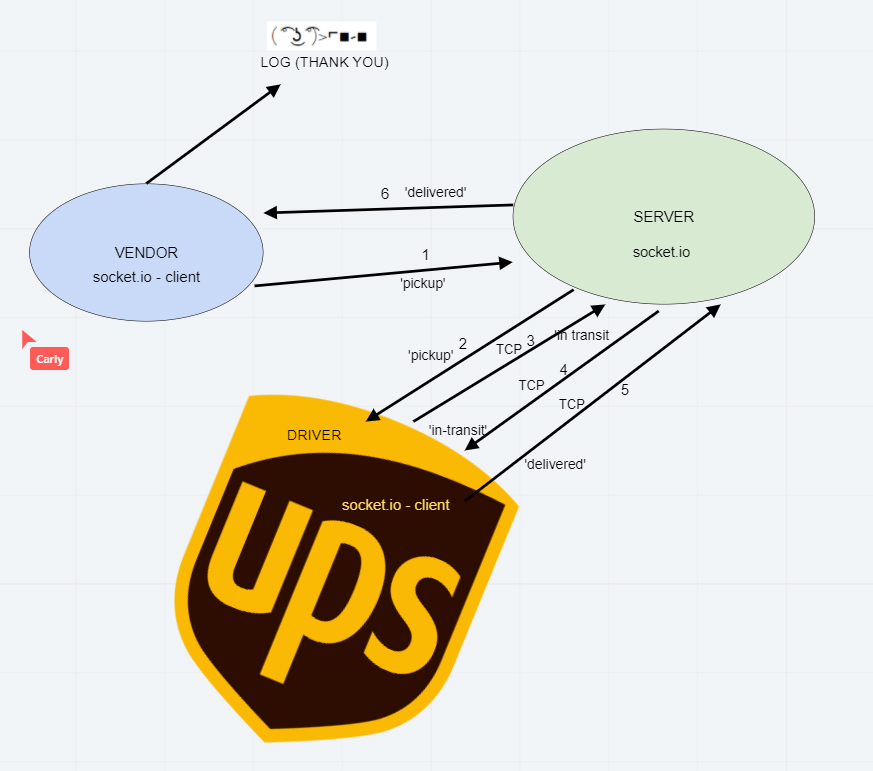 ( ͡° ͜ʖ ͡°)>⌐■-■
LOG (THANK YOU)
6 'delivered'
SERVER
socket.io
VENDOR
socket.io - client
1
'pickup'
Carly
'pickup' 2
TCP 3 'in transit
TCP 4
TCP 5
'in-transit'
'delivered'
DRIVER
socket.io - client
ups